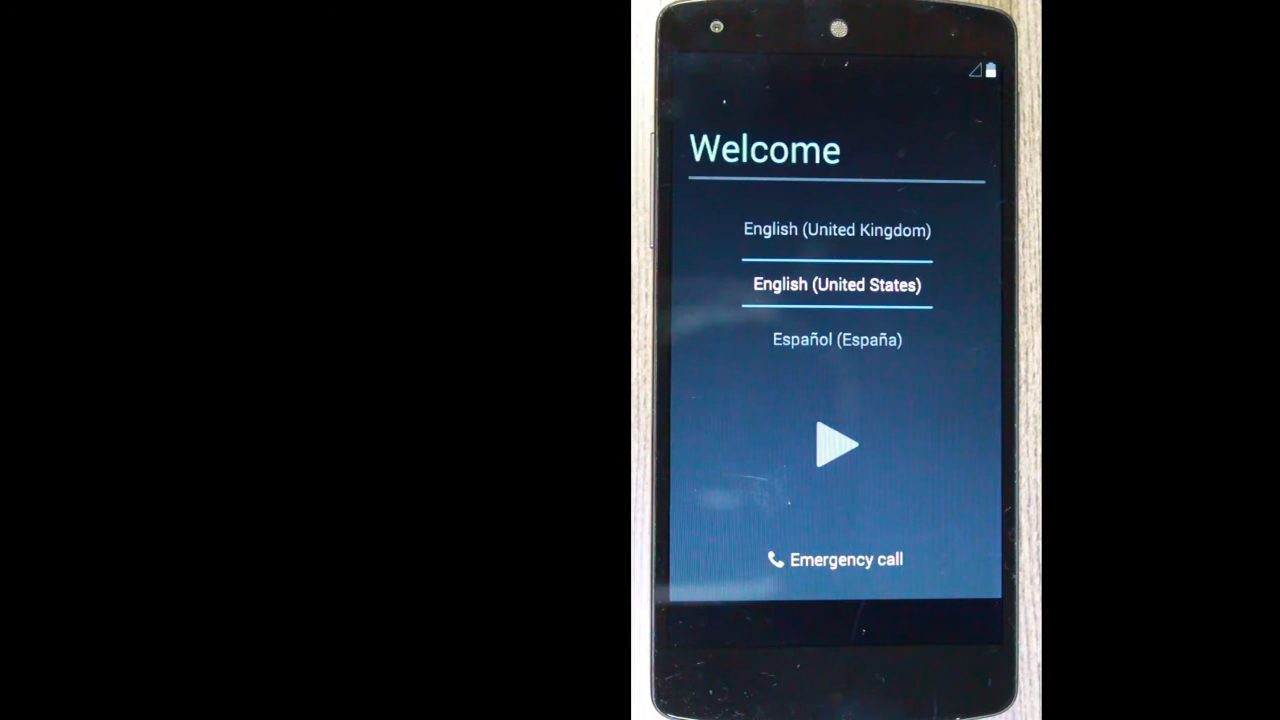 Welcome
English (United Kingdom)
English (United States)
Español (España)
Emergency call